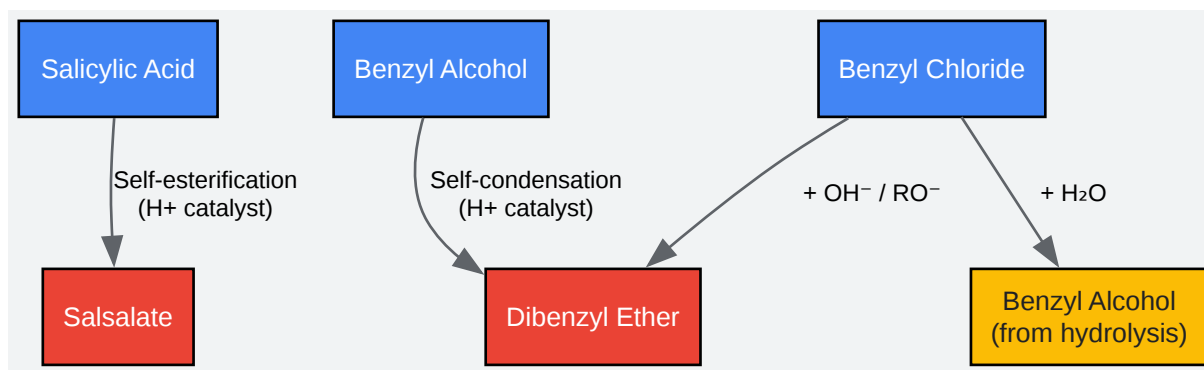 Salicylic Acid
Benzyl Alcohol
Benzyl Chloride
Self-esterification
(H+ catalyst)
Self-condensation
(H+ catalyst)
+ OH⁻ / RO⁻
+ H₂O
Salsalate
Dibenzyl Ether
Benzyl Alcohol
(from hydrolysis)